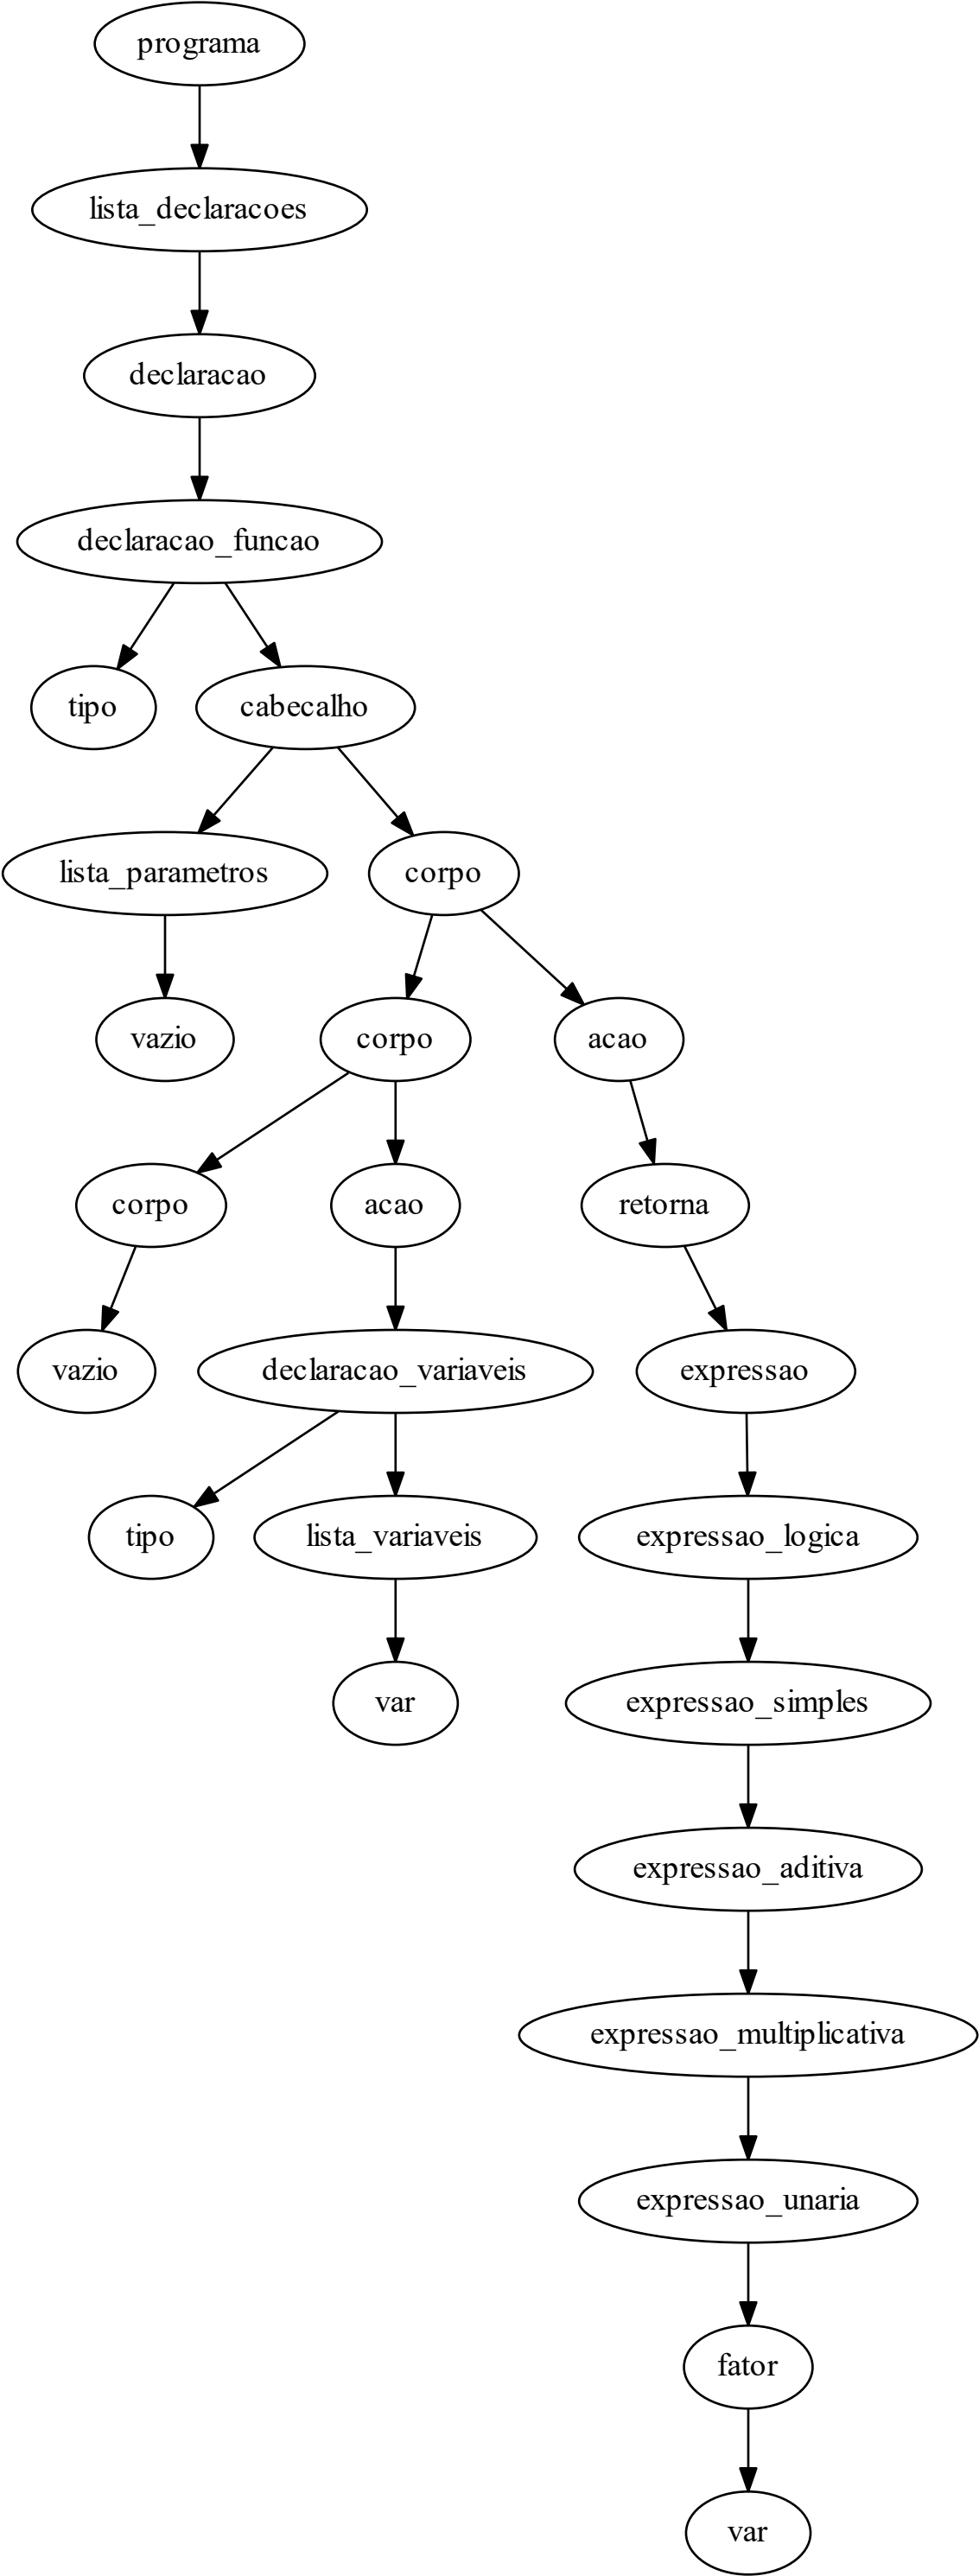 programa
lista_declaracoes
declaracao
declaracao_funcao
tipo
cabecalho
lista_parametros
corpo
vazio
corpo
acao
corpo
acao
retorna
vazio
declaracao_variaveis
expressao
tipo
lista_variaveis
expressao_logica
var
expressao_simples
expressao_aditiva
expressao_multiplicativa
expressao_unaria
fator
var